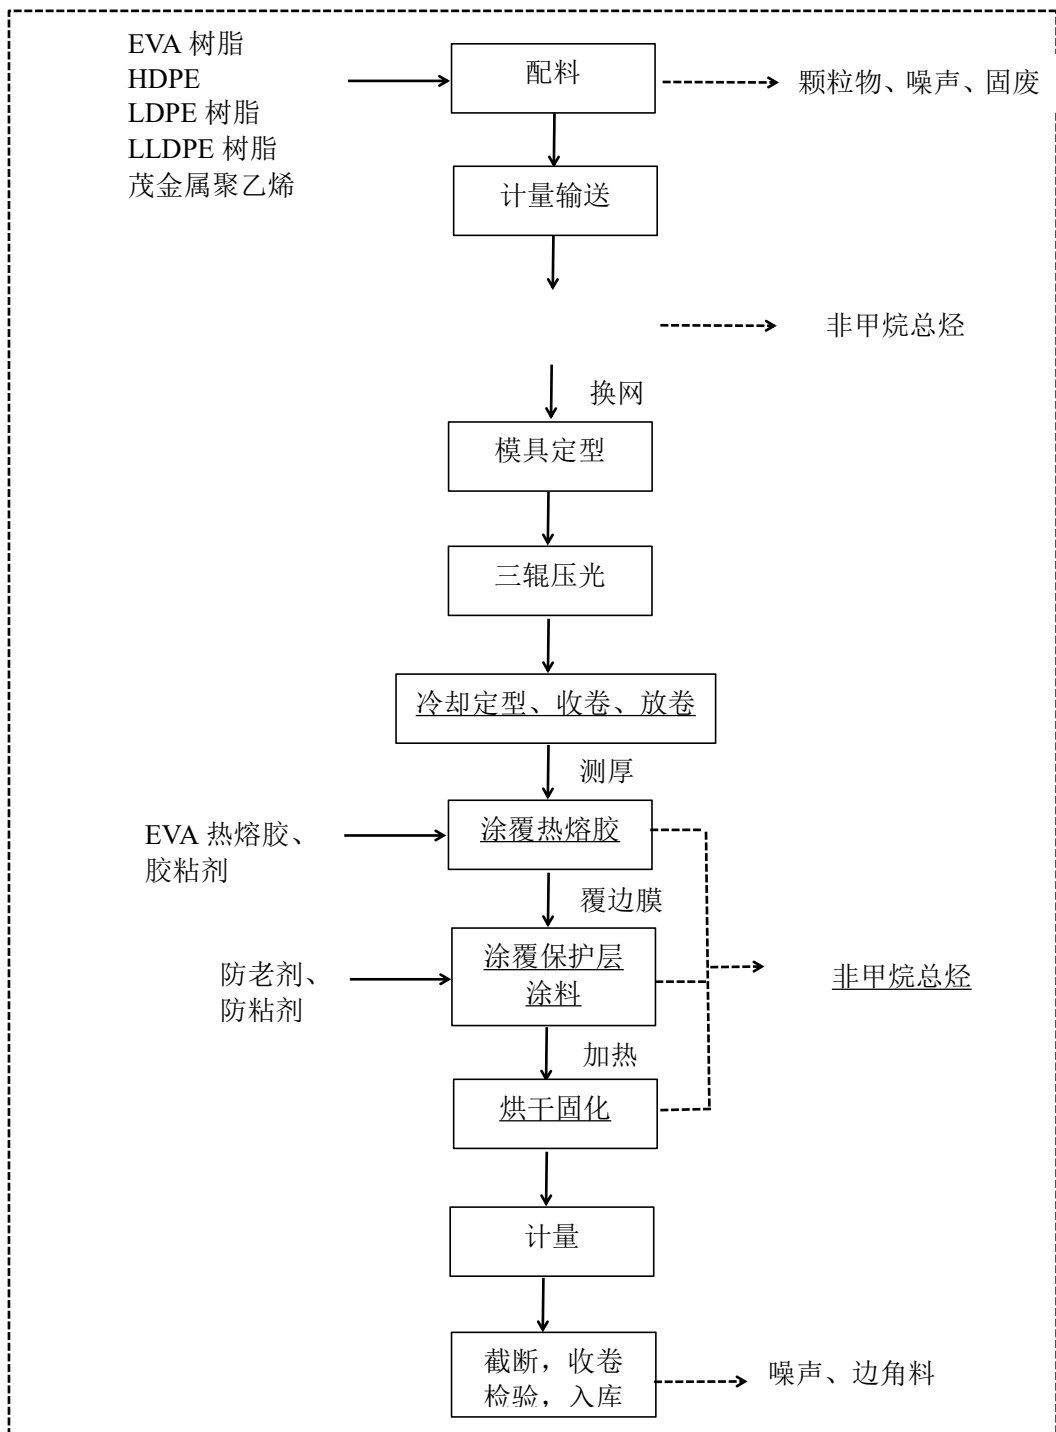 EVA 树脂
HDPE
LDPE 树脂
LLDPE 树脂
茂金属聚乙烯
配料
颗粒物、噪声、固废
计量输送
非甲烷总烃
换网
模具定型
三辊压光
冷却定型、收卷、放卷
测厚
EVA 热熔胶、
胶粘剂
涂覆热熔胶
覆边膜
防老剂、
防粘剂
涂覆保护层
涂料
非甲烷总烃
加热
烘干固化
计量
截断，收卷
检验，入库
噪声、边角料